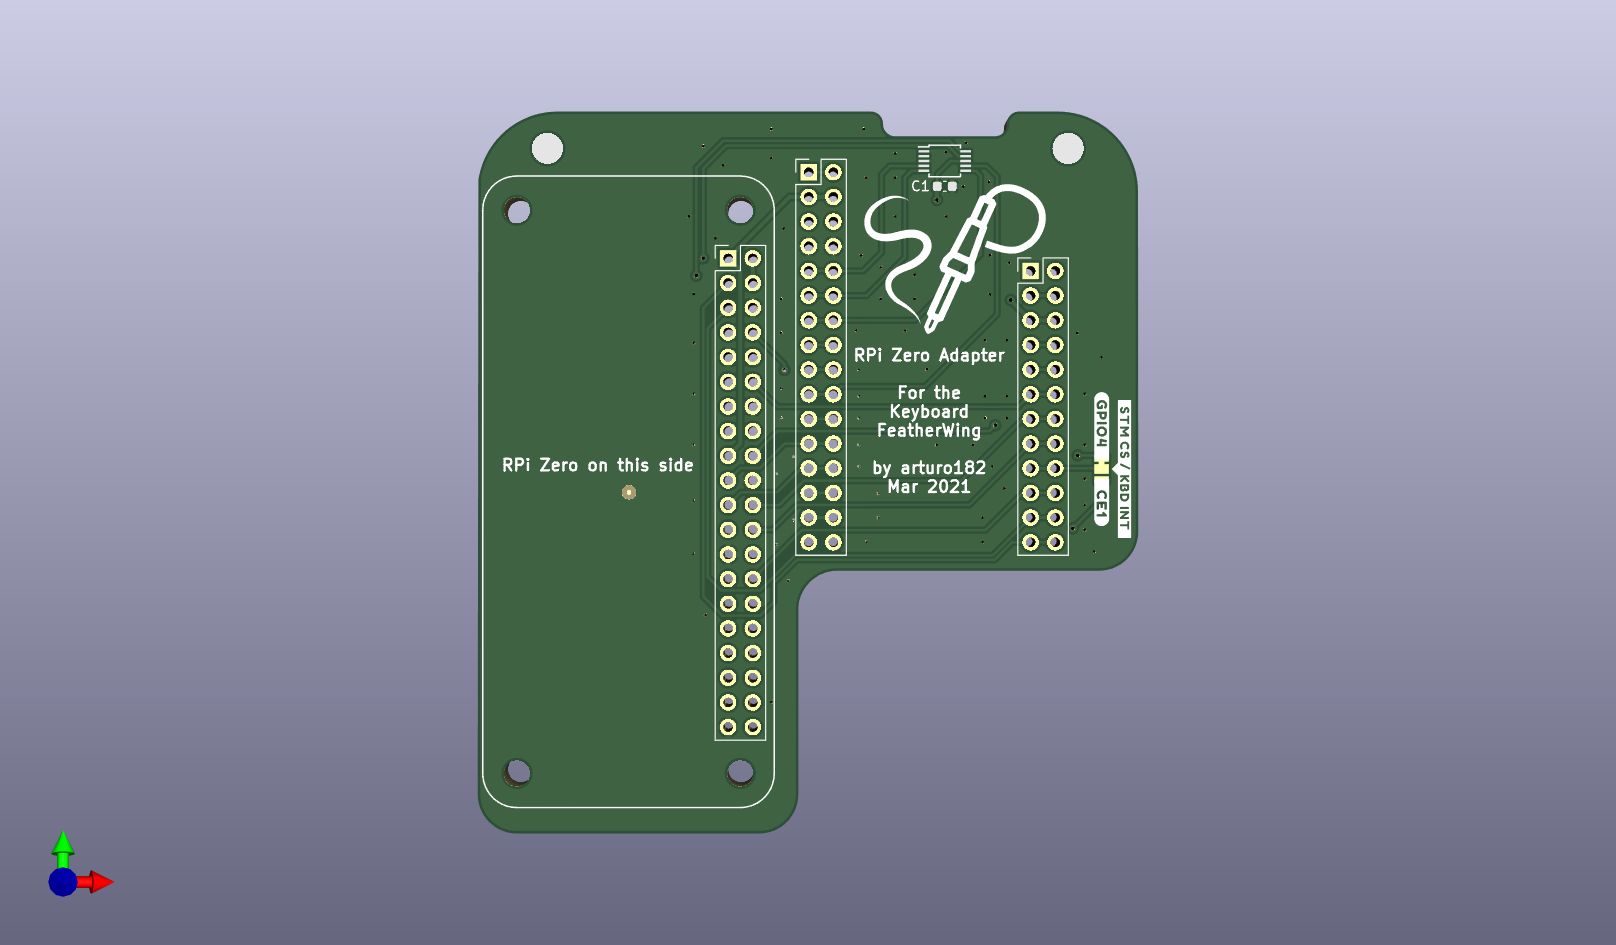 C1
RPi Zero Adapter
For the
Keyboard
FeatherWing
by arturo182
Mar 2021
RPi Zero on this side
GPIO4
CE1
STM CS / KBD INT